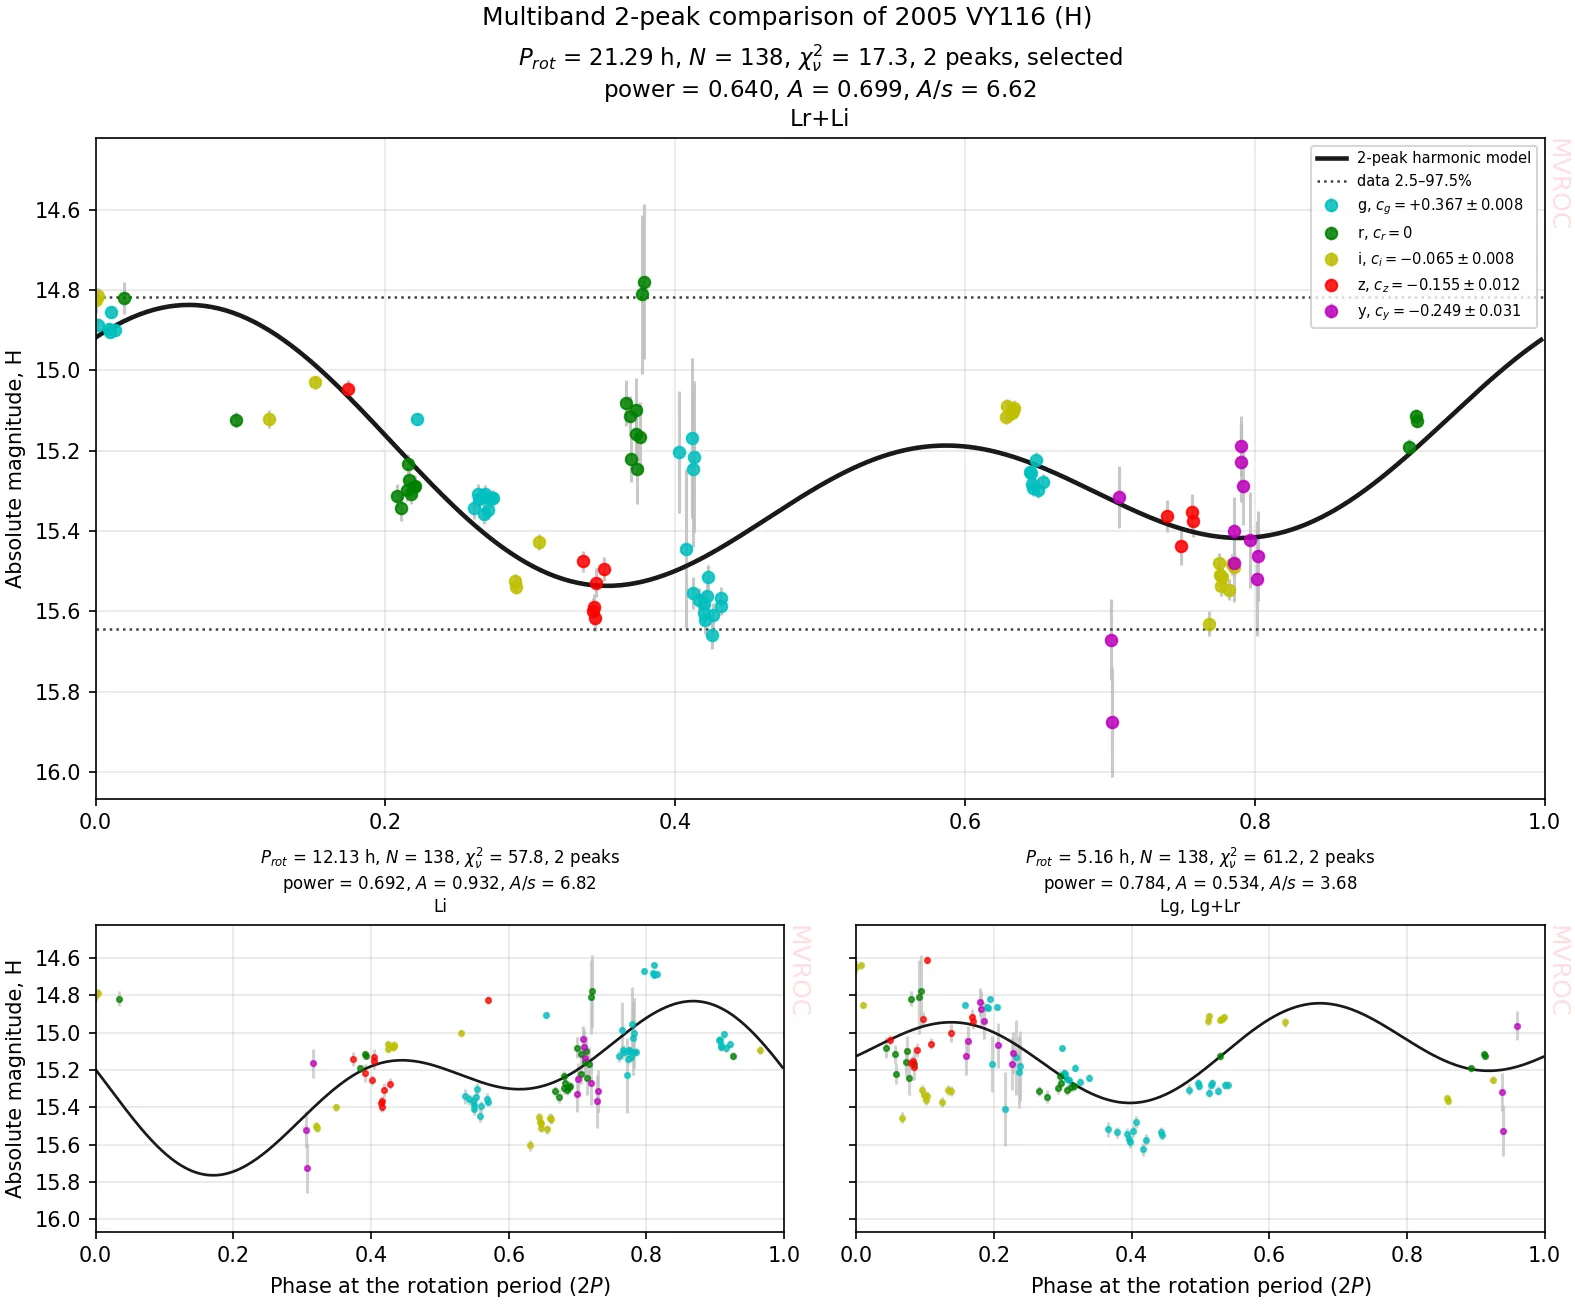 Multiband 2-peak comparison of 2005 VY116 (H)
P_rot = 21.29 h, N = 138, χ²_ν = 17.3, 2 peaks, selected
power = 0.640, A = 0.699, A/s = 6.62
Lr+Li
2-peak harmonic model
data 2.5–97.5%
g, c_g = +0.367 ± 0.008
r, c_r = 0
i, c_i = −0.065 ± 0.008
z, c_z = −0.155 ± 0.012
y, c_y = −0.249 ± 0.031
MVROC
Absolute magnitude, H
14.6
14.8
15.0
15.2
15.4
15.6
15.8
16.0
0.0 0.2 0.4 0.6 0.8 1.0
P_rot = 12.13 h, N = 138, χ²_ν = 57.8, 2 peaks
power = 0.692, A = 0.932, A/s = 6.82
Li
MVROC
Absolute magnitude, H
14.6
14.8
15.0
15.2
15.4
15.6
15.8
16.0
0.0 0.2 0.4 0.6 0.8 1.0
Phase at the rotation period (2P)
P_rot = 5.16 h, N = 138, χ²_ν = 61.2, 2 peaks
power = 0.784, A = 0.534, A/s = 3.68
Lg, Lg+Lr
MVROC
0.0 0.2 0.4 0.6 0.8 1.0
Phase at the rotation period (2P)